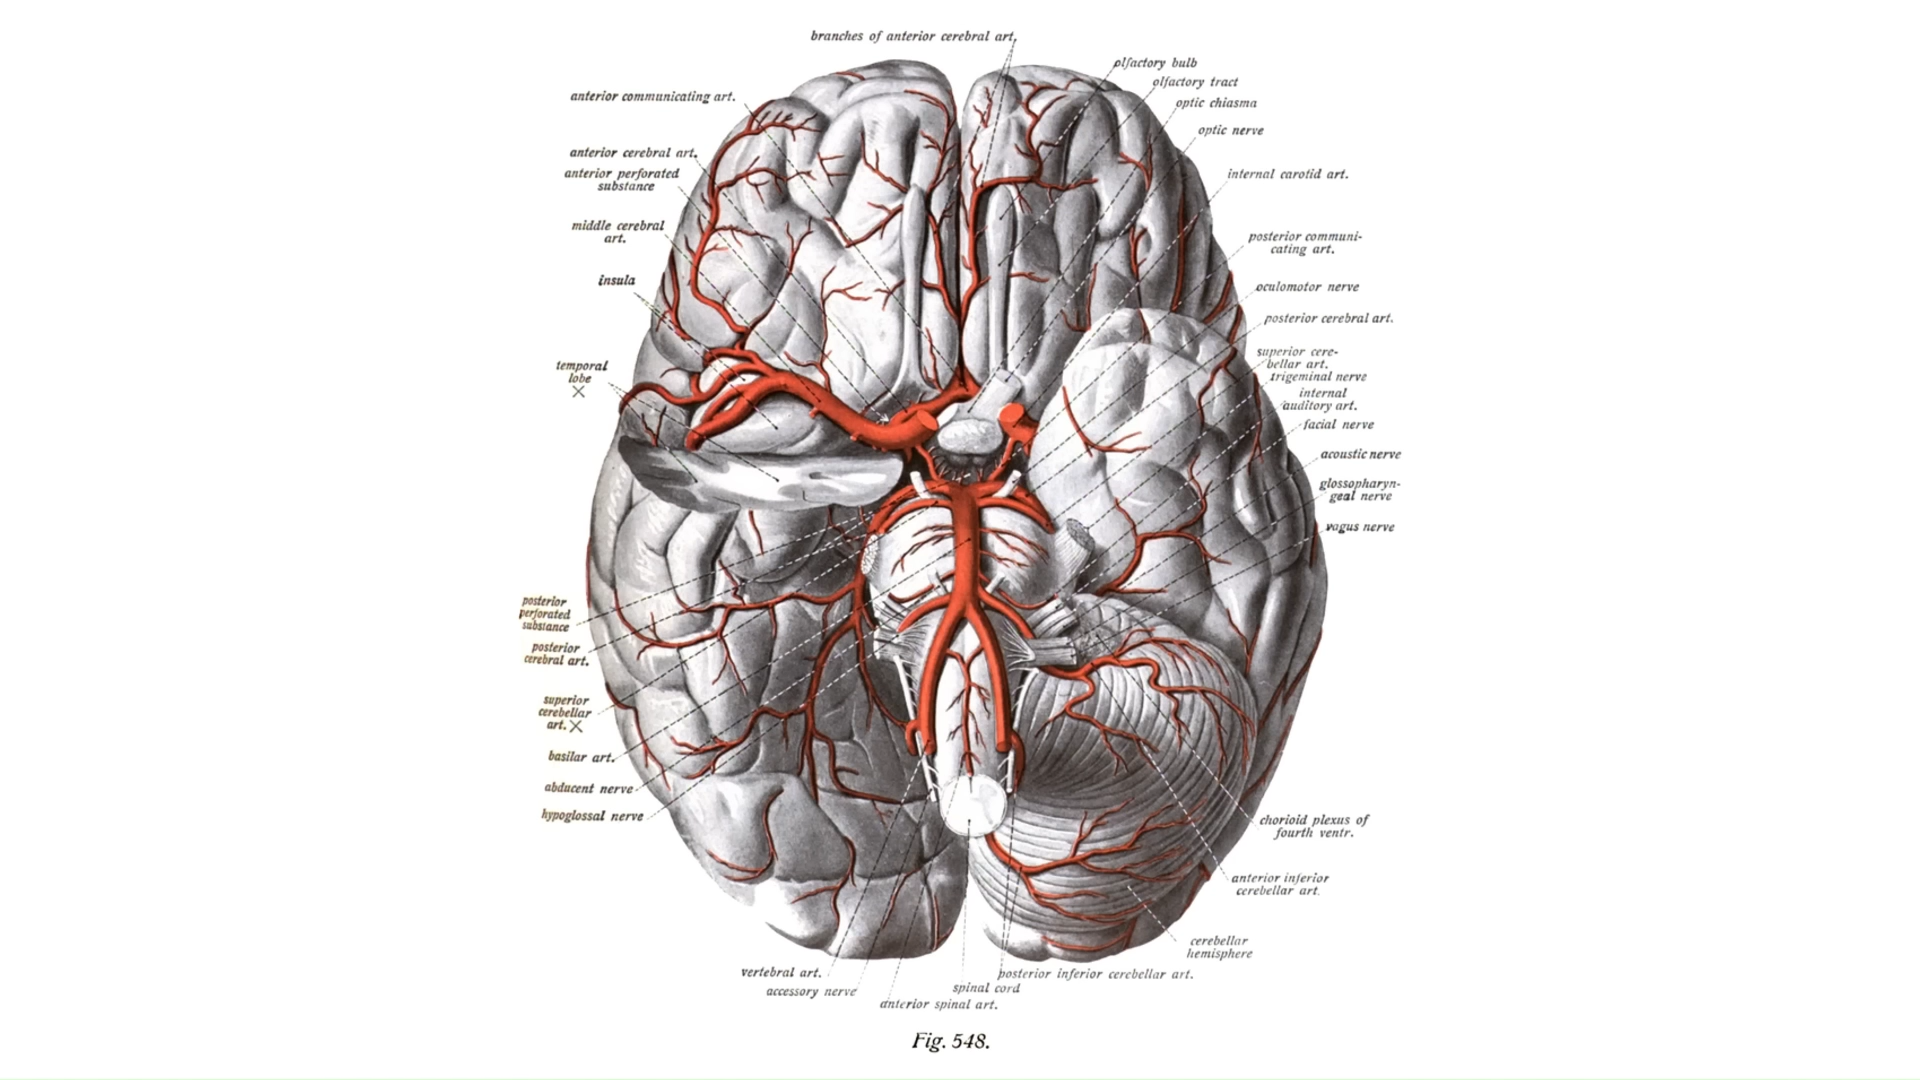 branches of anterior cerebral art.
anterior communicating art.
anterior cerebral art.
anterior perforated
substance
middle cerebral
art.
insula
temporal
lobe
posterior
perforated
substance
posterior
cerebral art.
superior
cerebellar
art.
basilar art.
abducent nerve
hypoglossal nerve
olfactory bulb
olfactory tract
optic chiasma
optic nerve
internal carotid art.
posterior communi-
cating art.
oculomotor nerve
posterior cerebral art.
superior cere-
bellar art.
trigeminal nerve
internal
auditory art.
facial nerve
acoustic nerve
glossopharyn-
geal nerve
vagus nerve
chorioid plexus of
fourth ventr.
anterior inferior
cerebellar art.
cerebellar
hemisphere
vertebral art.
accessory nerve
anterior spinal art.
spinal cord
posterior inferior cerebellar art.
Fig. 548.